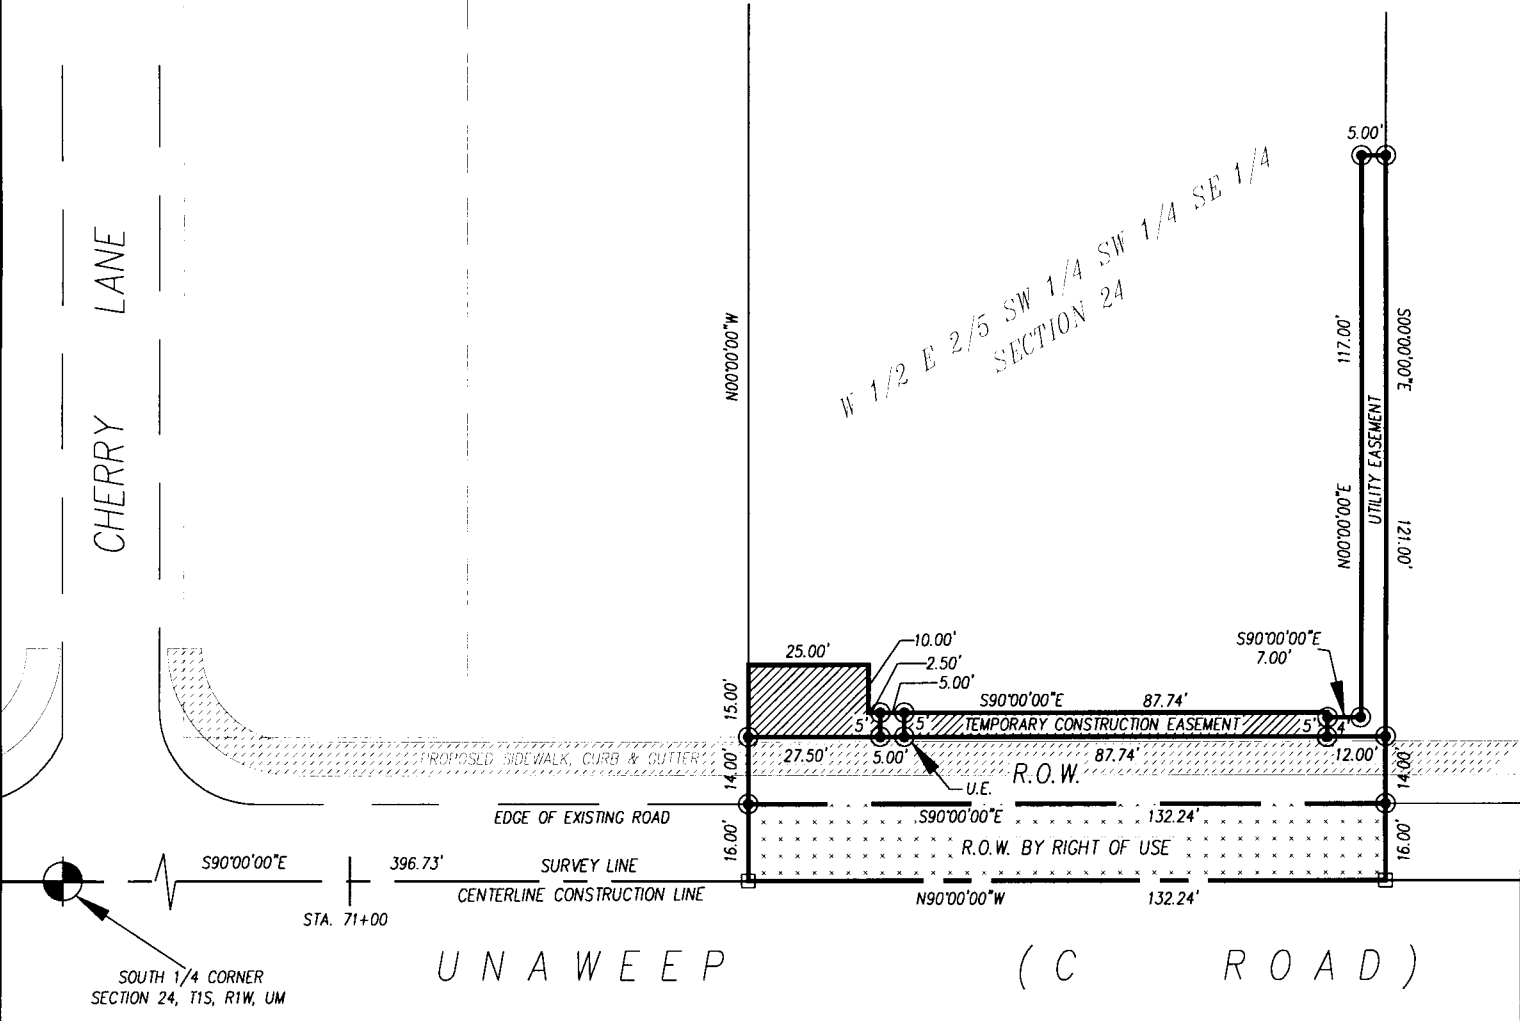 5.00'
W 1/2 E 2/5 SW 1/4 SW 1/4 SE 1/4
SECTION 24
CHERRY LANE
N00°00'00"W
117.00'
N00°00'00"E
UTILITY EASEMENT
S00°00'00"E
121.00'
25.00'
10.00'
2.50'
5.00'
S90°00'00"E
7.00'
15.00'
S90°00'00"E
87.74'
5'
5'
TEMPORARY CONSTRUCTION EASEMENT
5'
4'
PROPOSED SIDEWALK, CURB & GUTTER
14.00'
27.50'
5.00'
87.74'
12.00'
14.00'
R.O.W.
U.E.
EDGE OF EXISTING ROAD
S90°00'00"E
132.24'
16.00'
R.O.W. BY RIGHT OF USE
16.00'
S90°00'00"E
396.73'
SURVEY LINE
CENTERLINE CONSTRUCTION LINE
N90°00'00"W
132.24'
STA. 71+00
UNAWEEP (C ROAD)
SOUTH 1/4 CORNER
SECTION 24, T1S, R1W, UM